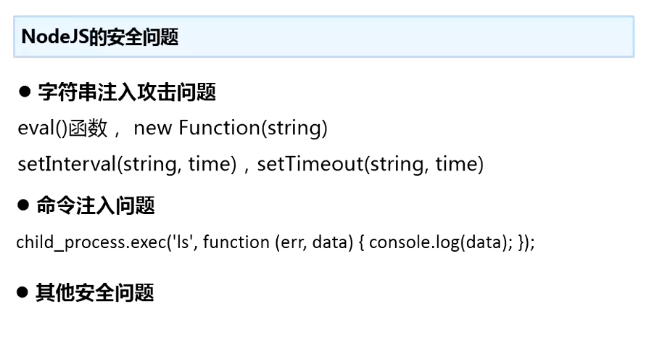 NodeJS的安全问题
● 字符串注入攻击问题
eval()函数， new Function(string)
setInterval(string, time)，setTimeout(string, time)
● 命令注入问题
child_process.exec('ls', function (err, data) { console.log(data); });
● 其他安全问题